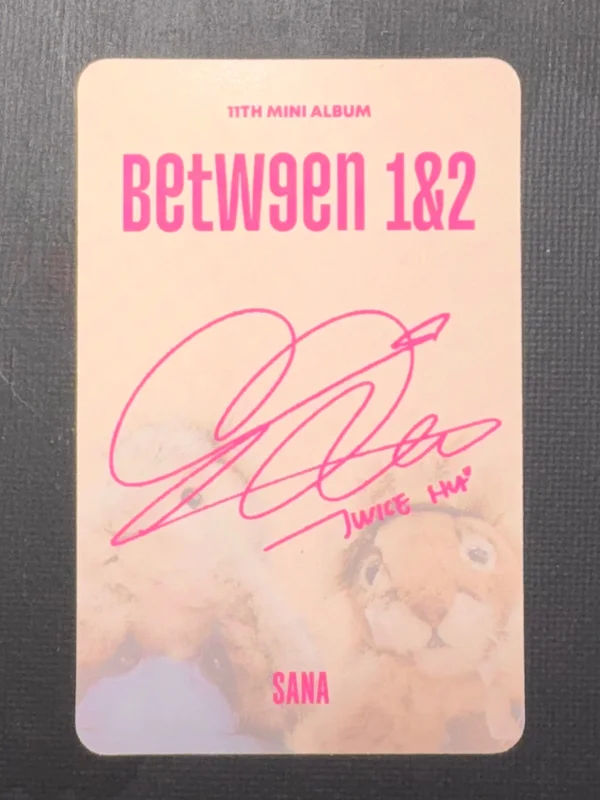 11TH MINI ALBUM
BetW9en 1&2
TWICE
SANA